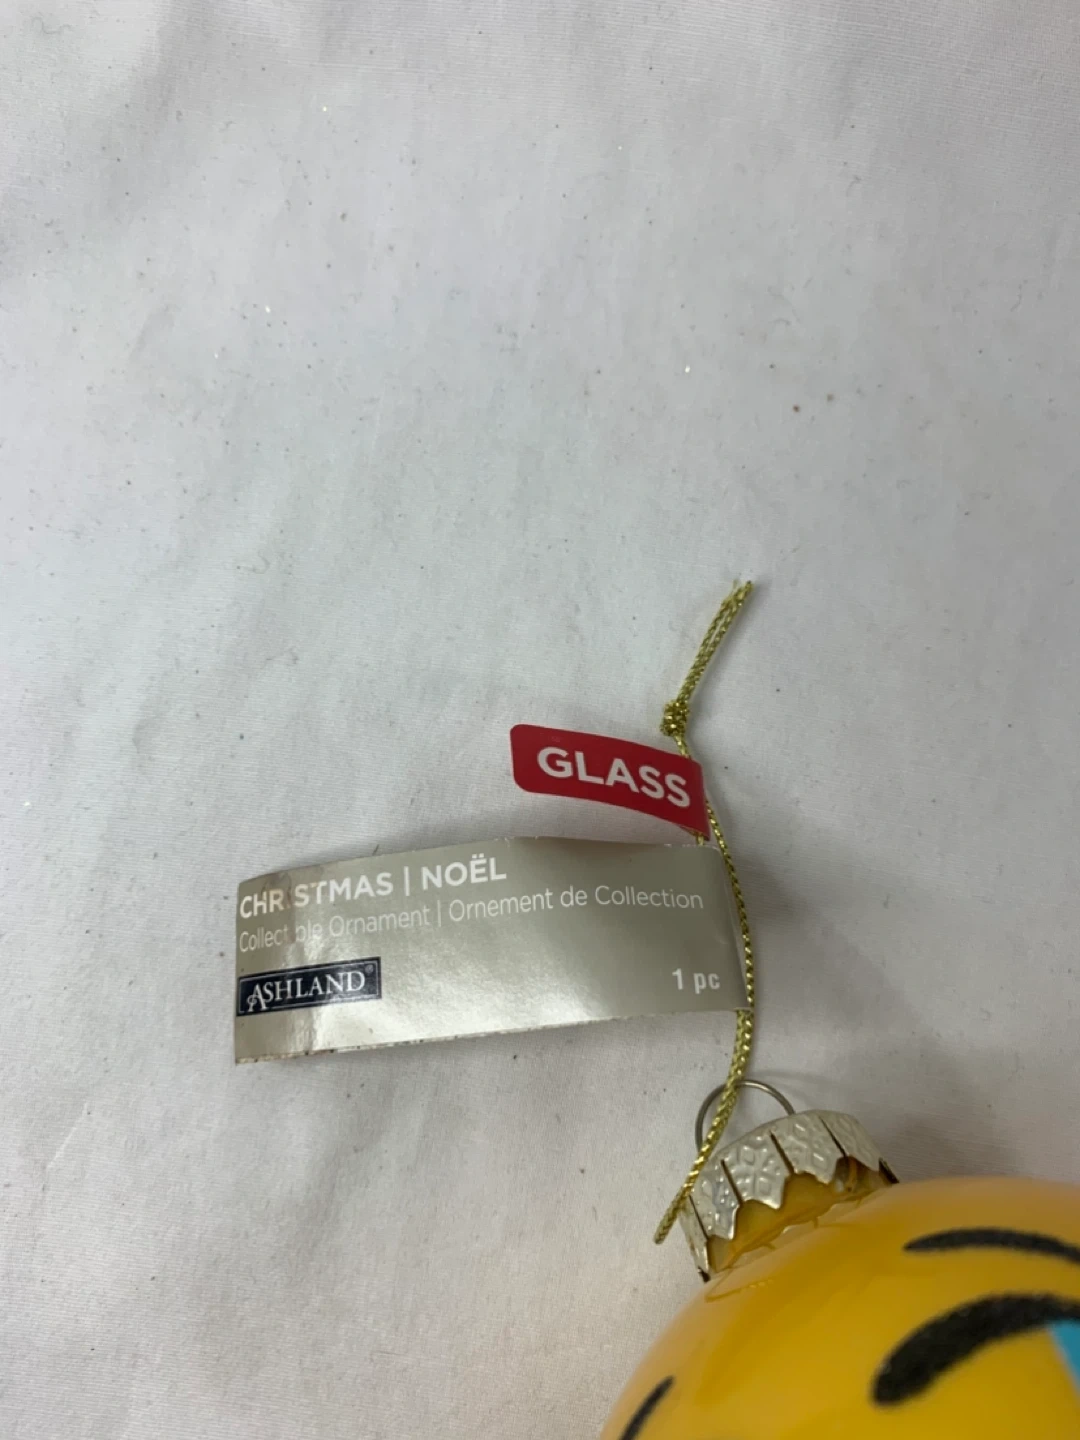 GLASS
CHRISTMAS | NOËL
Collectible Ornament | Ornement de Collection
ASHLAND®
1 pc